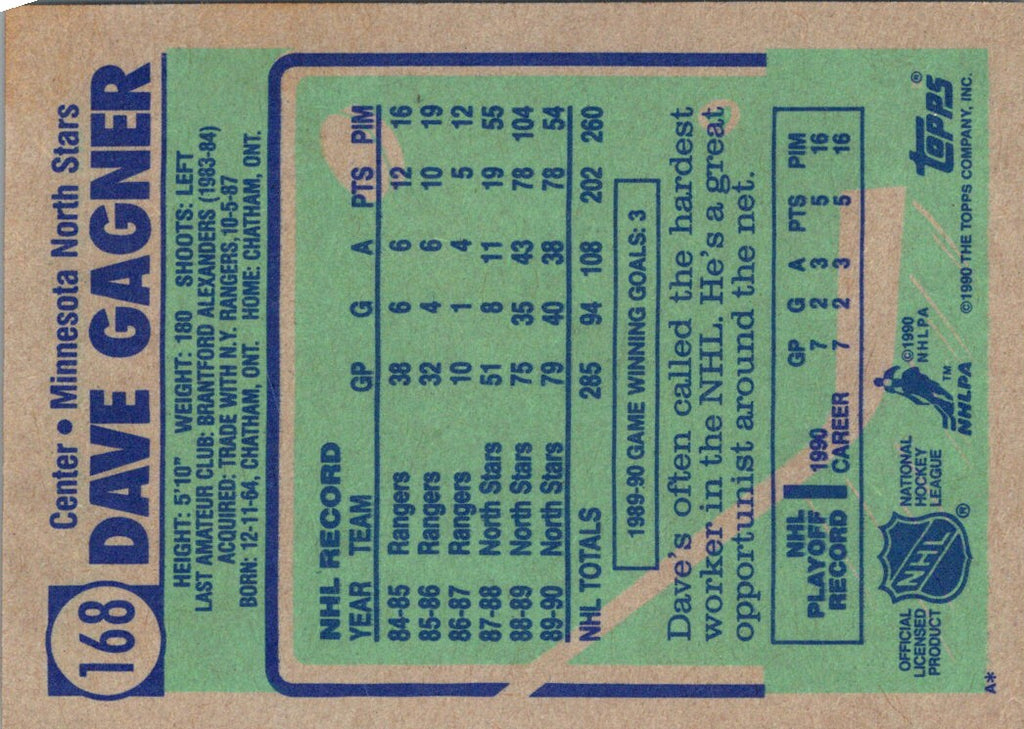 168
Center • Minnesota North Stars
DAVE GAGNER
HEIGHT: 5'10" WEIGHT: 180 SHOOTS: LEFT
LAST AMATEUR CLUB: BRANTFORD ALEXANDERS (1983-84)
ACQUIRED: TRADE WITH N.Y. RANGERS, 10-5-87
BORN: 12-11-64, CHATHAM, ONT. HOME: CHATHAM, ONT.
NHL RECORD
YEAR TEAM GP G A PTS PIM
84-85 Rangers 38 6 6 12 16
85-86 Rangers 32 4 6 10 19
86-87 Rangers 10 1 4 5 12
87-88 North Stars 51 8 11 19 55
88-89 North Stars 75 35 43 78 104
89-90 North Stars 79 40 38 78 54
NHL TOTALS 285 94 108 202 260
1989-90 GAME WINNING GOALS: 3
Dave's often called the hardest
worker in the NHL. He's a great
opportunist around the net.
NHL PLAYOFF RECORD
GP G A PTS PIM
1990 7 2 3 5 16
CAREER 7 2 3 5 16
OFFICIAL
LICENSED
PRODUCT
NHL
®
NATIONAL
HOCKEY
LEAGUE
NHLPA
™
©1990
NHLPA
TOPPS®
©1990 THE TOPPS COMPANY, INC.
A*